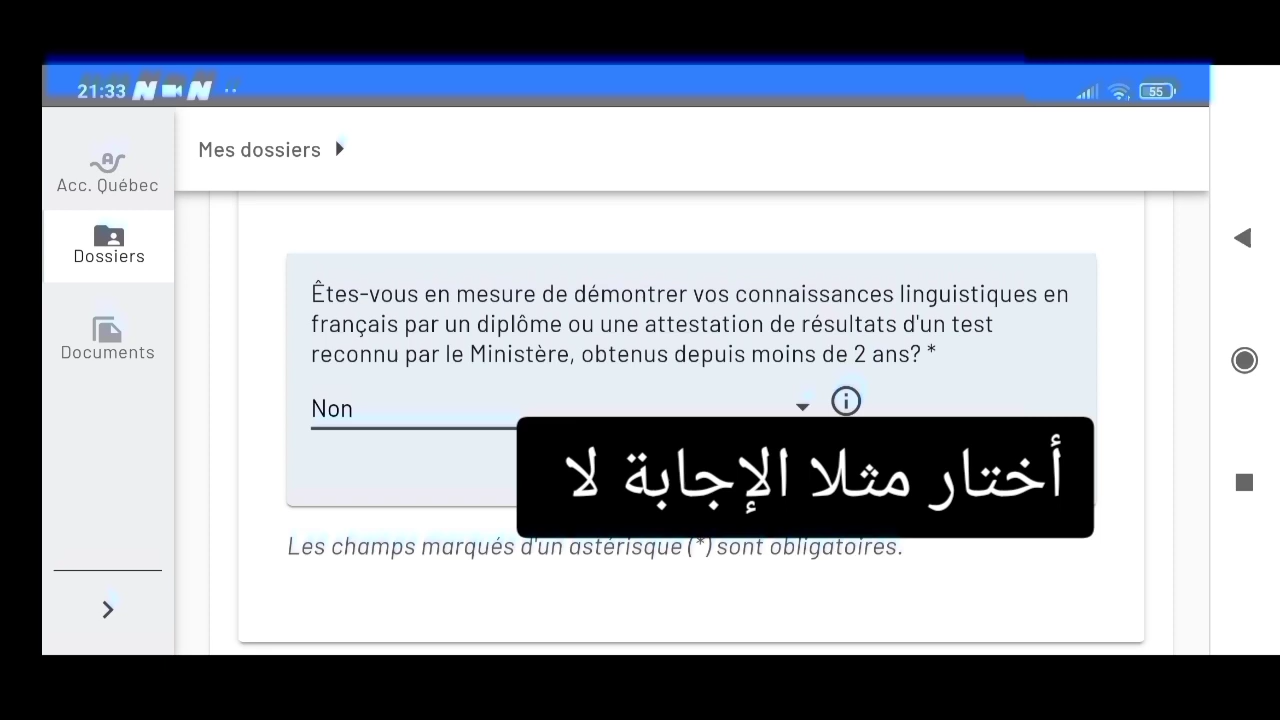 21:33
55
Mes dossiers
Acc. Québec
Dossiers
Documents
Êtes-vous en mesure de démontrer vos connaissances linguistiques en
français par un diplôme ou une attestation de résultats d'un test
reconnu par le Ministère, obtenus depuis moins de 2 ans? *
Non
أختار مثلا الإجابة لا
Les champs marqués d'un astérisque (*) sont obligatoires.